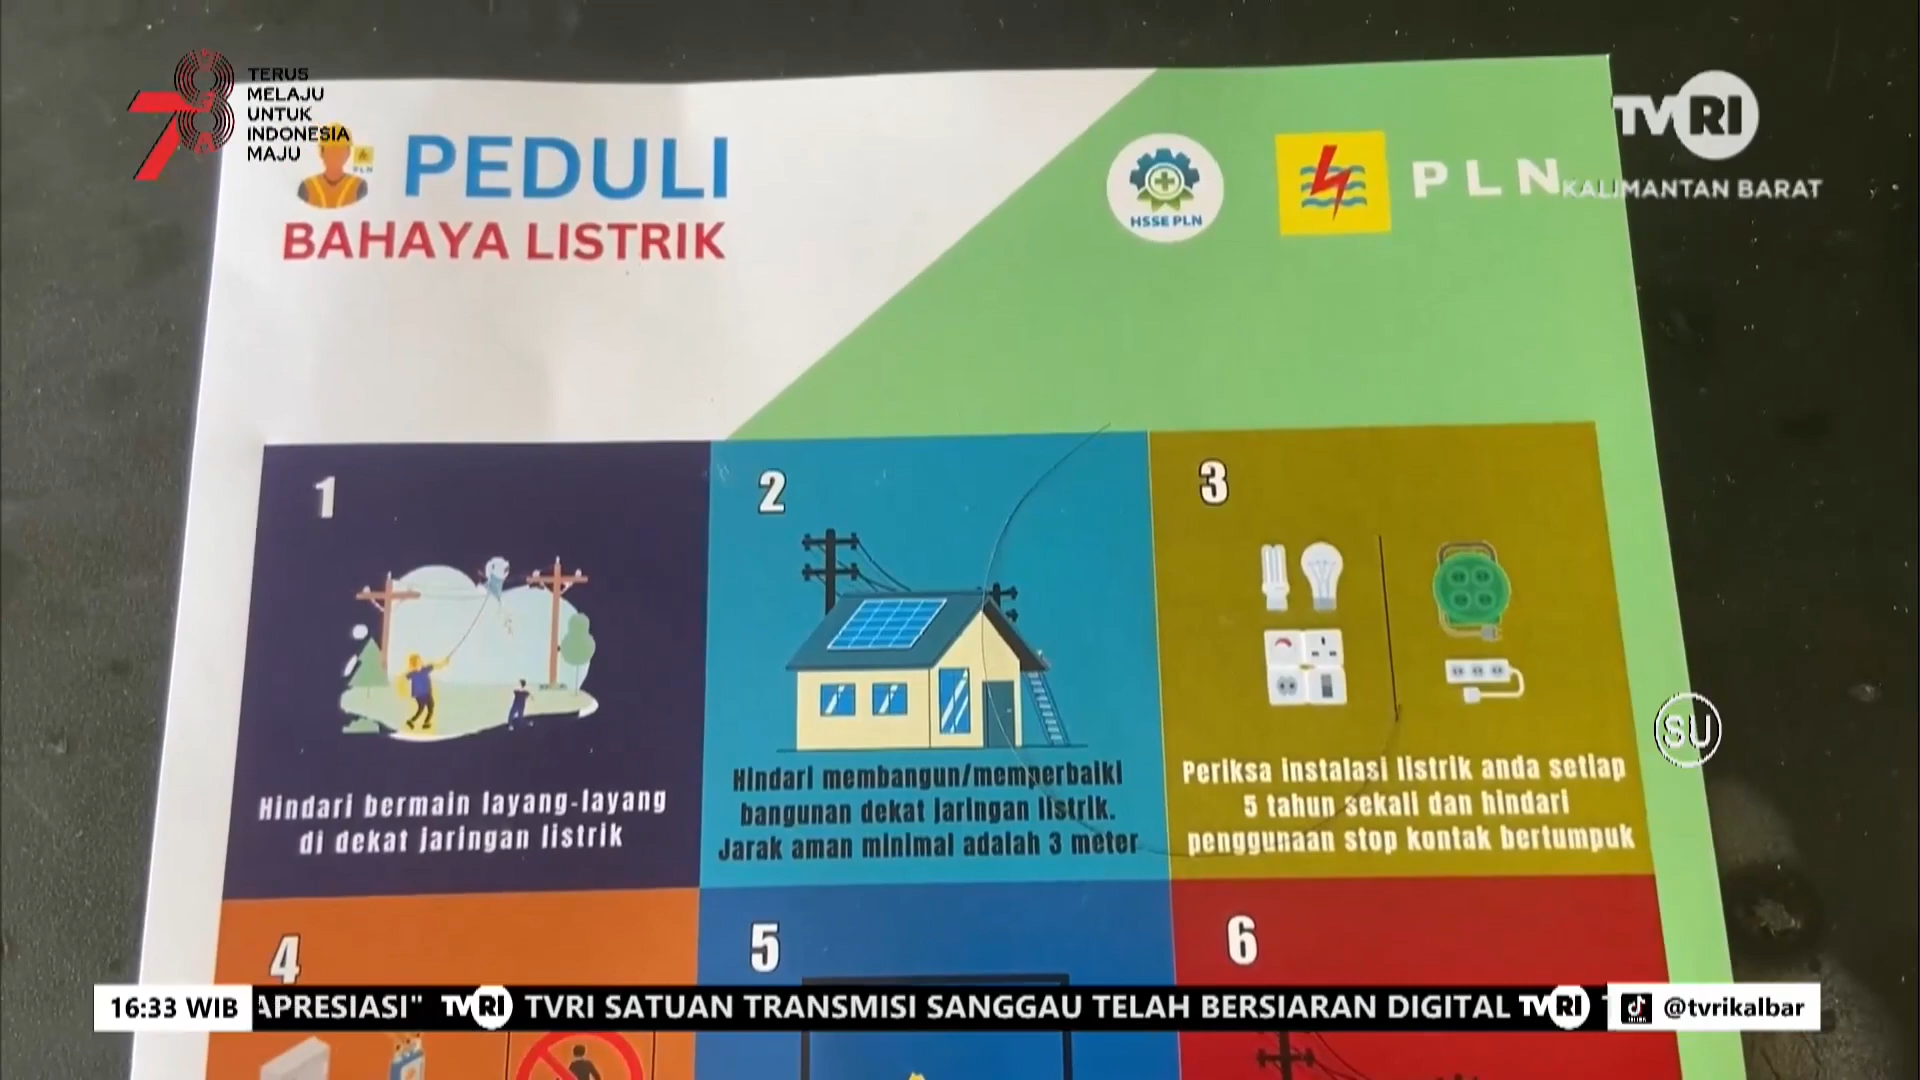 78
TERUS
MELAJU
UNTUK
INDONESIA
MAJU
TVRI
KALIMANTAN BARAT
PEDULI
BAHAYA LISTRIK
HSSE PLN
PLN
1
Hindari bermain layang-layang
di dekat jaringan listrik
2
Hindari membangun/memperbaiki
bangunan dekat jaringan listrik.
Jarak aman minimal adalah 3 meter
3
Periksa instalasi listrik anda setiap
5 tahun sekali dan hindari
penggunaan stop kontak bertumpuk
SU
4
5
6
16:33 WIB
APRESIASI" TVRI TVRI SATUAN TRANSMISI SANGGAU TELAH BERSIARAN DIGITAL TVRI
@tvrikalbar